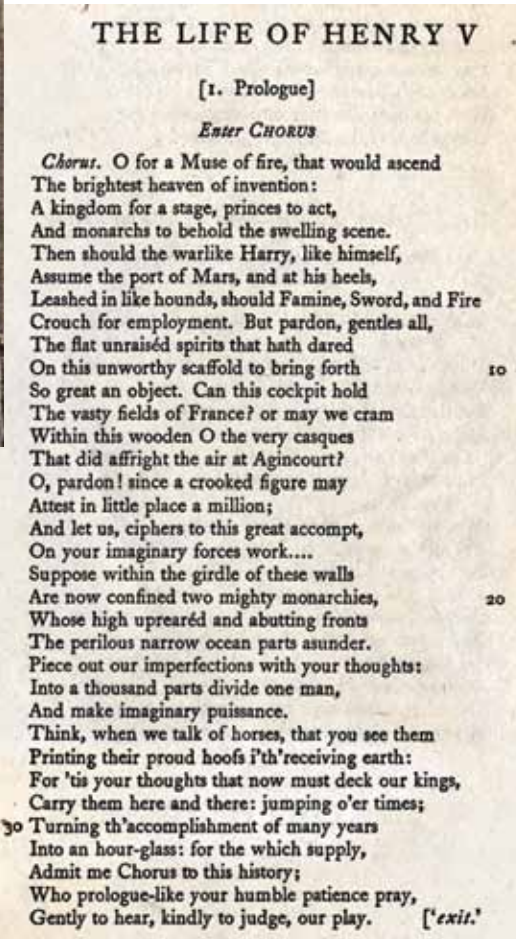 THE LIFE OF HENRY V
[1. Prologue]
Enter CHORUS
Chorus. O for a Muse of fire, that would ascend
The brightest heaven of invention:
A kingdom for a stage, princes to act,
And monarchs to behold the swelling scene.
Then should the warlike Harry, like himself,
Assume the port of Mars, and at his heels,
Leashed in like hounds, should Famine, Sword, and Fire
Crouch for employment. But pardon, gentles all,
The flat unraiséd spirits that hath dared
On this unworthy scaffold to bring forth 10
So great an object. Can this cockpit hold
The vasty fields of France? or may we cram
Within this wooden O the very casques
That did affright the air at Agincourt?
O, pardon! since a crooked figure may
Attest in little place a million;
And let us, ciphers to this great accompt,
On your imaginary forces work....
Suppose within the girdle of these walls
Are now confined two mighty monarchies, 20
Whose high uprearéd and abutting fronts
The perilous narrow ocean parts asunder.
Piece out our imperfections with your thoughts:
Into a thousand parts divide one man,
And make imaginary puissance.
Think, when we talk of horses, that you see them
Printing their proud hoofs i'th'receiving earth:
For 'tis your thoughts that now must deck our kings,
Carry them here and there: jumping o'er times;
30 Turning th'accomplishment of many years
Into an hour-glass: for the which supply,
Admit me Chorus to this history;
Who prologue-like your humble patience pray,
Gently to hear, kindly to judge, our play. ['exit.'